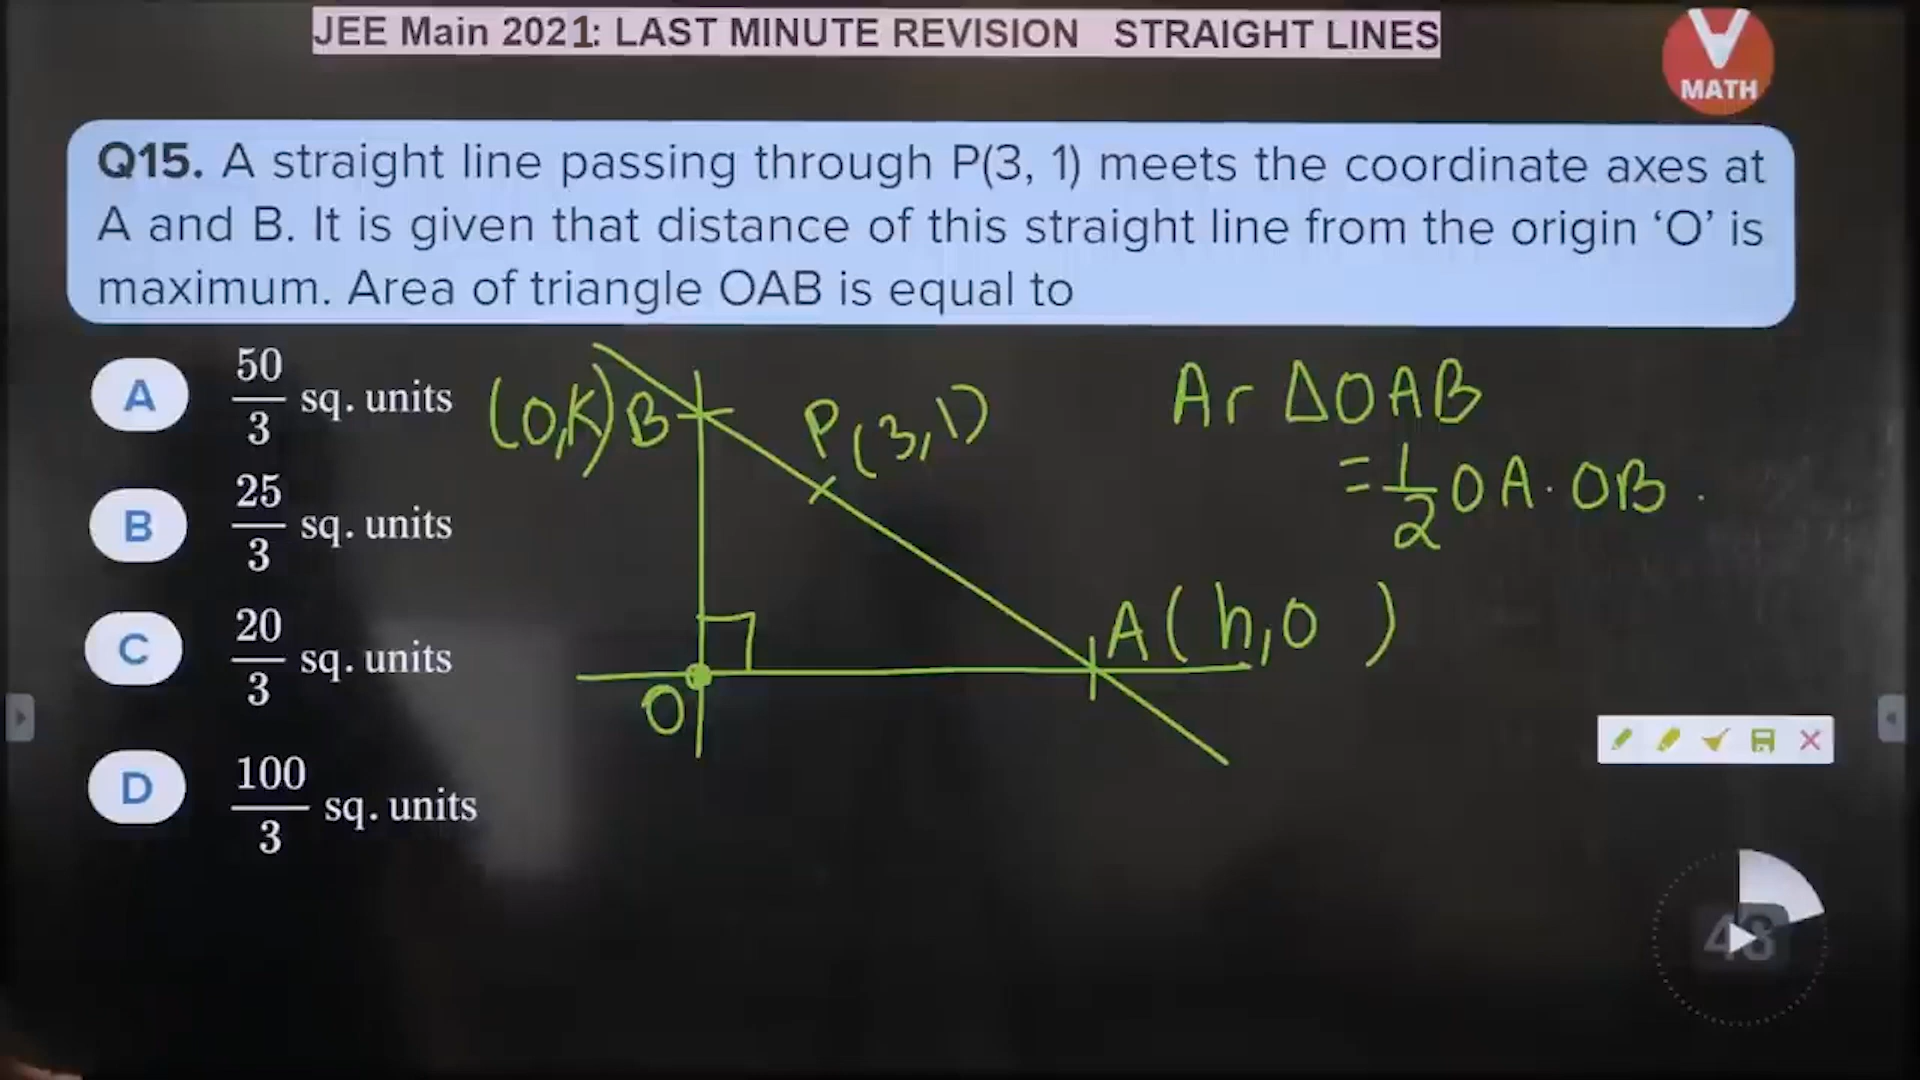 JEE Main 2021: LAST MINUTE REVISION STRAIGHT LINES
V
MATH
Q15. A straight line passing through P(3, 1) meets the coordinate axes at
A and B. It is given that distance of this straight line from the origin ‘O’ is
maximum. Area of triangle OAB is equal to
A 50/3 sq. units
B 25/3 sq. units
C 20/3 sq. units
D 100/3 sq. units
(0,K) B
P(3,1)
Ar ΔOAB
= 1/2 OA. OB.
A(h,0 )
O
48